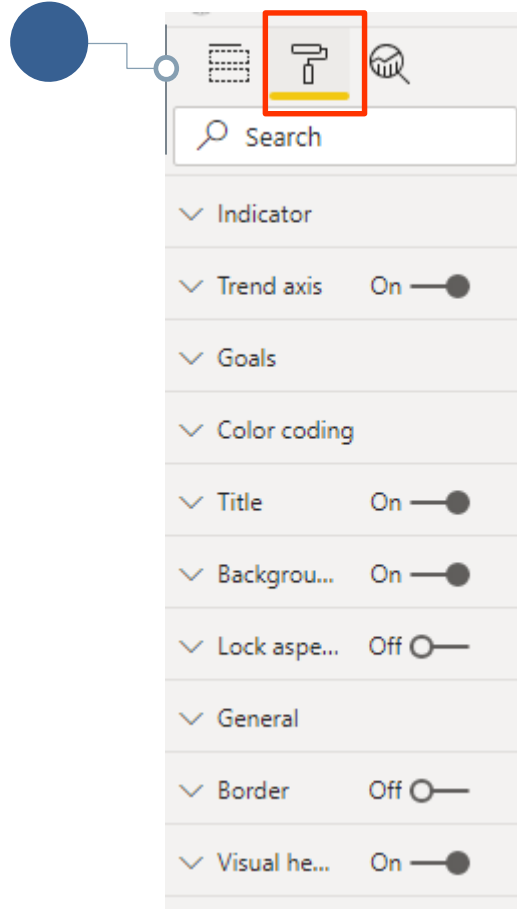 Search
Indicator
Trend axis On
Goals
Color coding
Title On
Backgrou... On
Lock aspe... Off
General
Border Off
Visual he... On